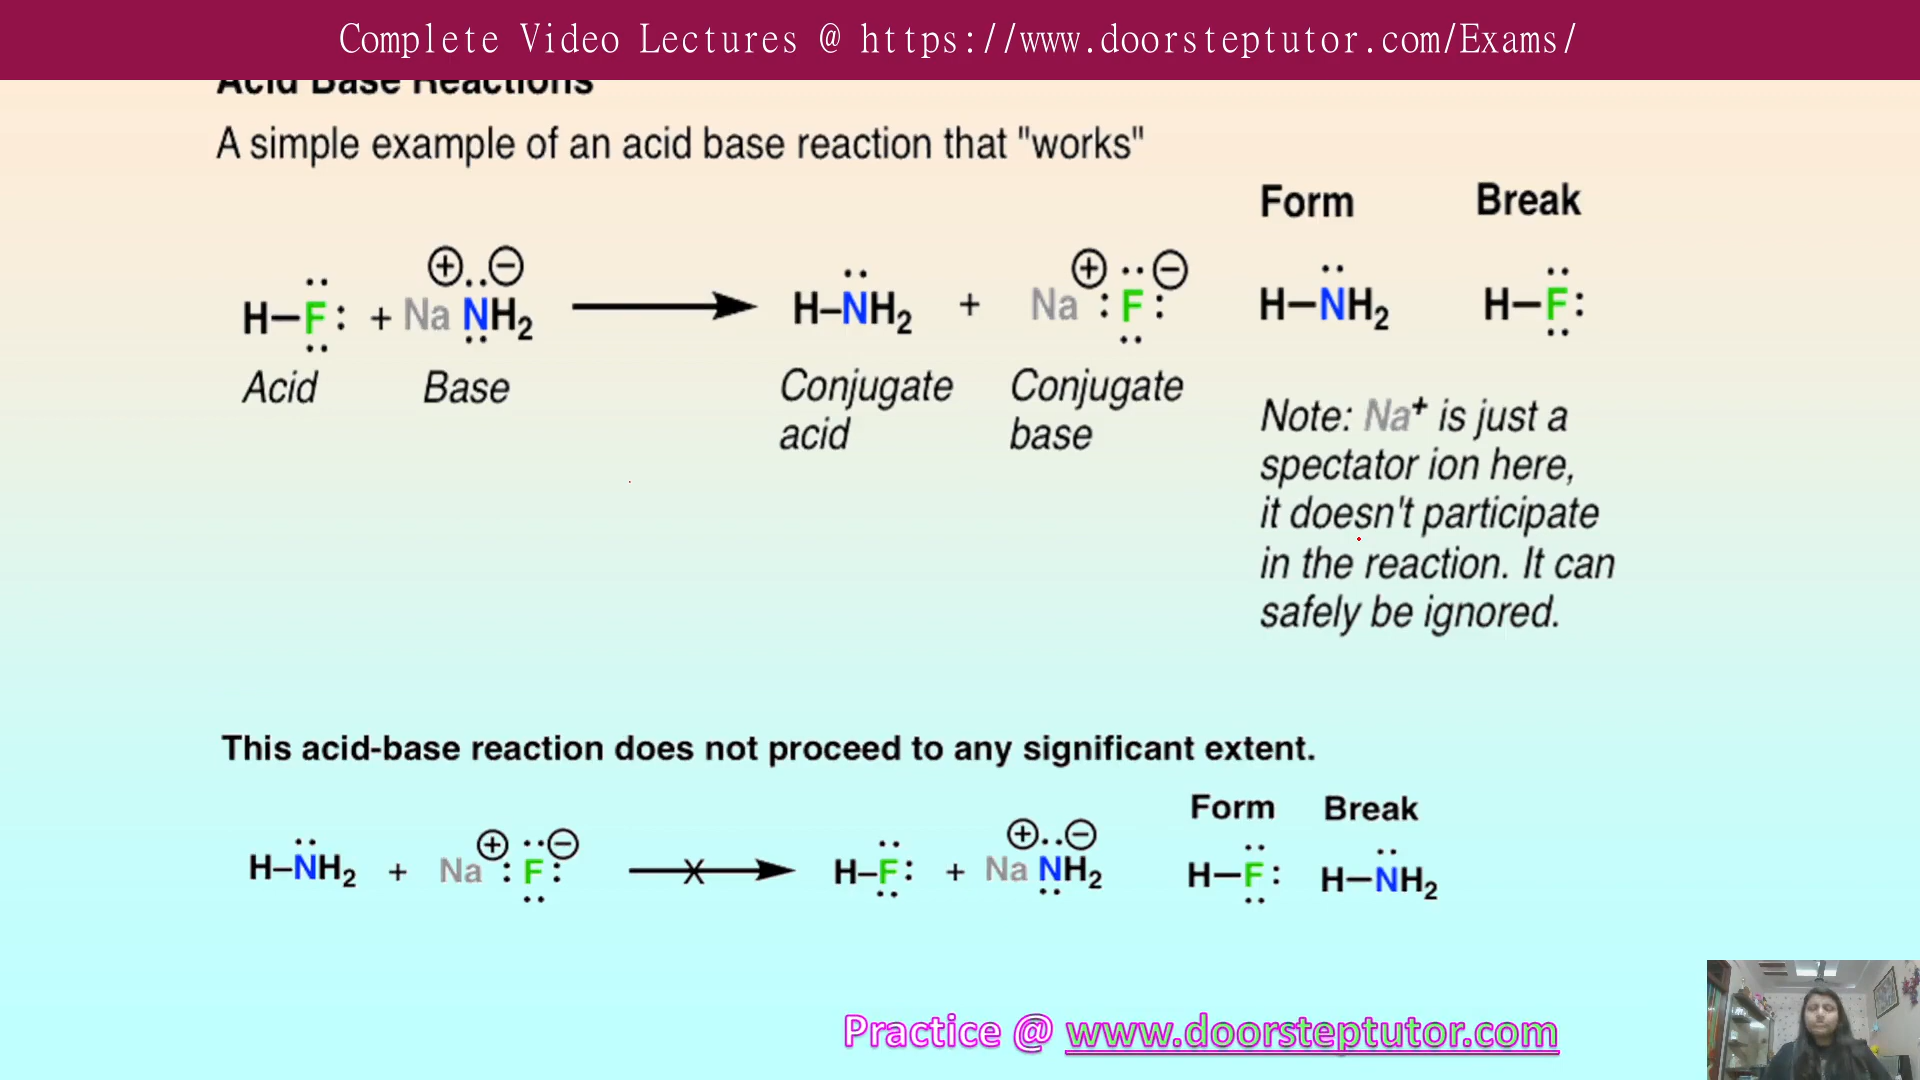 Complete Video Lectures @ https://www.doorsteptutor.com/Exams/
Acid Base Reactions
A simple example of an acid base reaction that "works"
Form Break
H–F: + Na⊕ NH₂⊖ ⟶ H–NH₂ + Na⊕ :F:⊖ H–NH₂ H–F:
Acid Base Conjugate acid Conjugate base
Note: Na⁺ is just a
spectator ion here,
it doesn't participate
in the reaction. It can
safely be ignored.
This acid-base reaction does not proceed to any significant extent.
Form Break
H–NH₂ + Na⊕ :F:⊖ —X→ H–F: + Na⊕ NH₂⊖ H–F: H–NH₂
Practice @ www.doorsteptutor.com